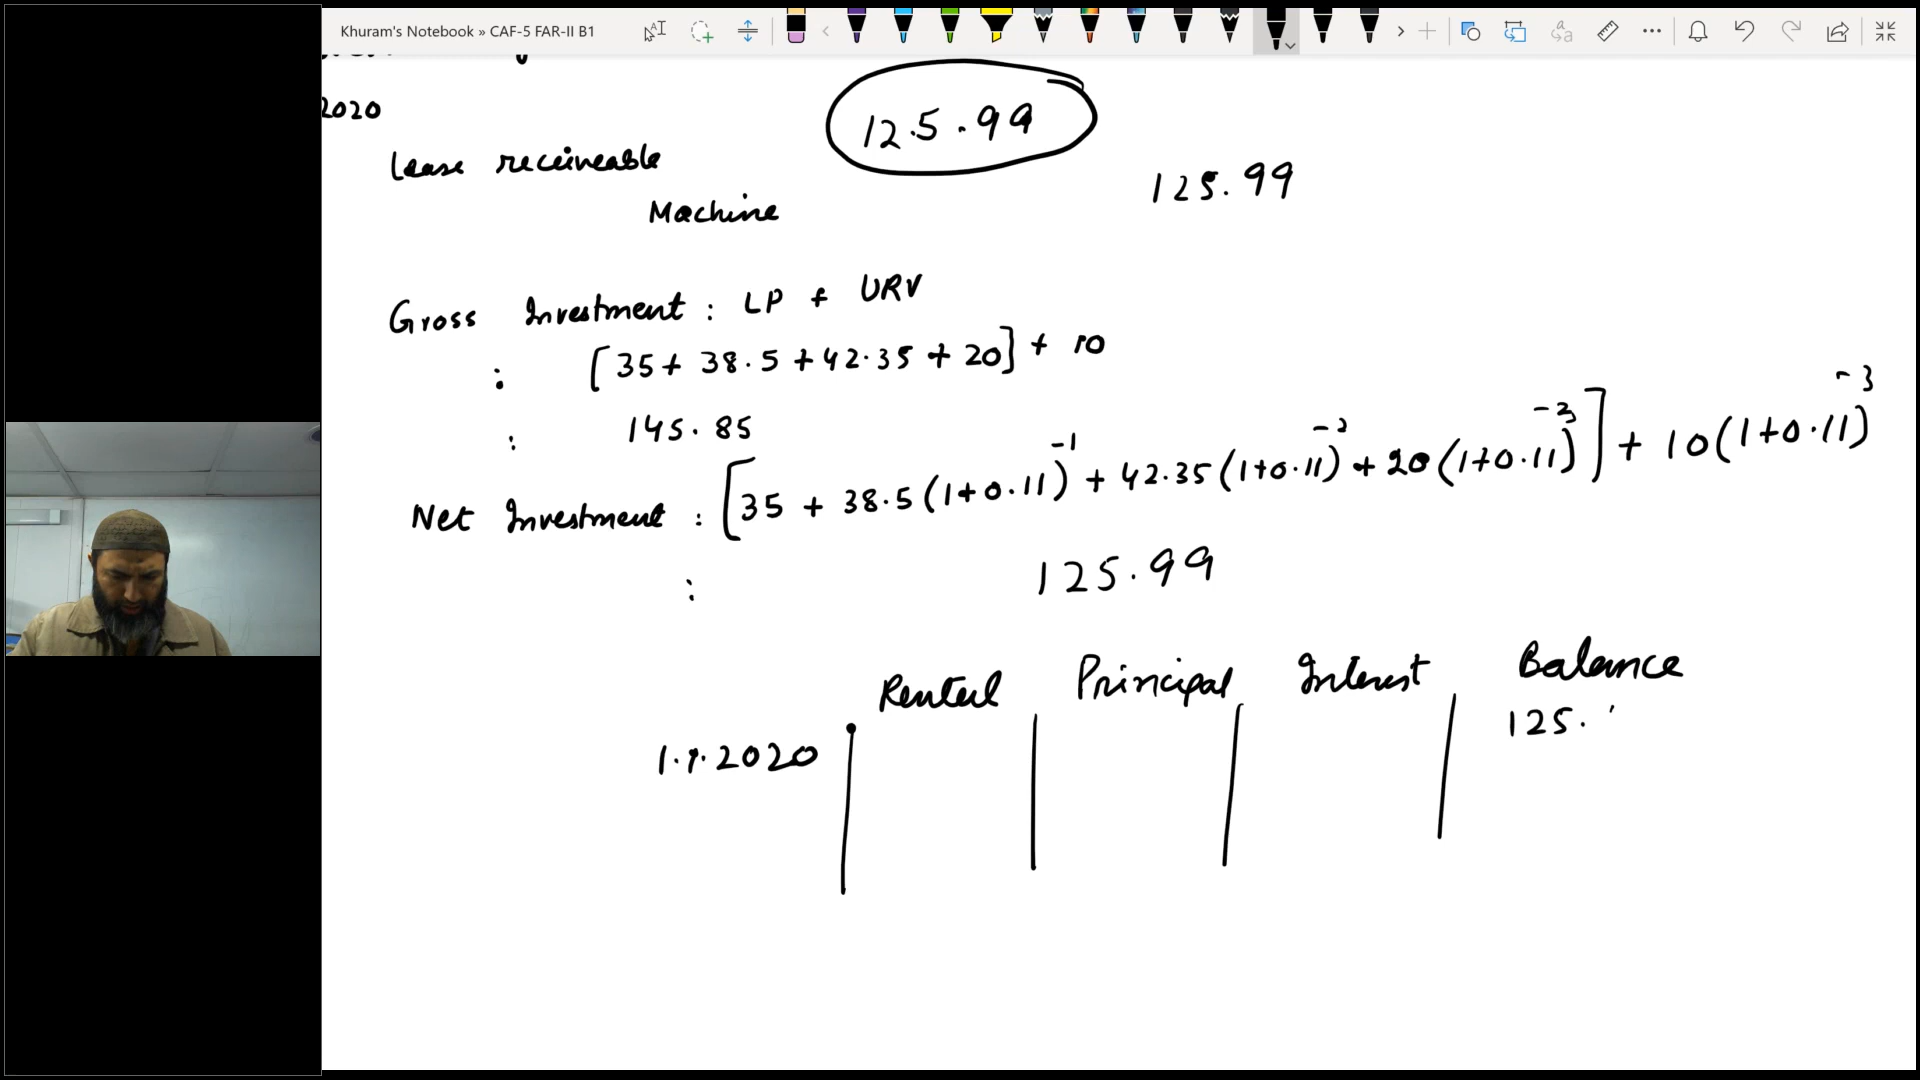 Khuram's Notebook » CAF-5 FAR-II B1
2020
125.99
Lease receiveable
125.99
Machine
Gross Investment : LP + URV
: [35 + 38.5 + 42.35 + 20] + 10
: 145.85
Net Investment : [35 + 38.5 (1+0.11)^-1 + 42.35 (1+0.11)^-2 + 20 (1+0.11)^-3] + 10 (1+0.11)^-3
: 125.99
Rental Principal Interest Balance
1.1.2020 125.